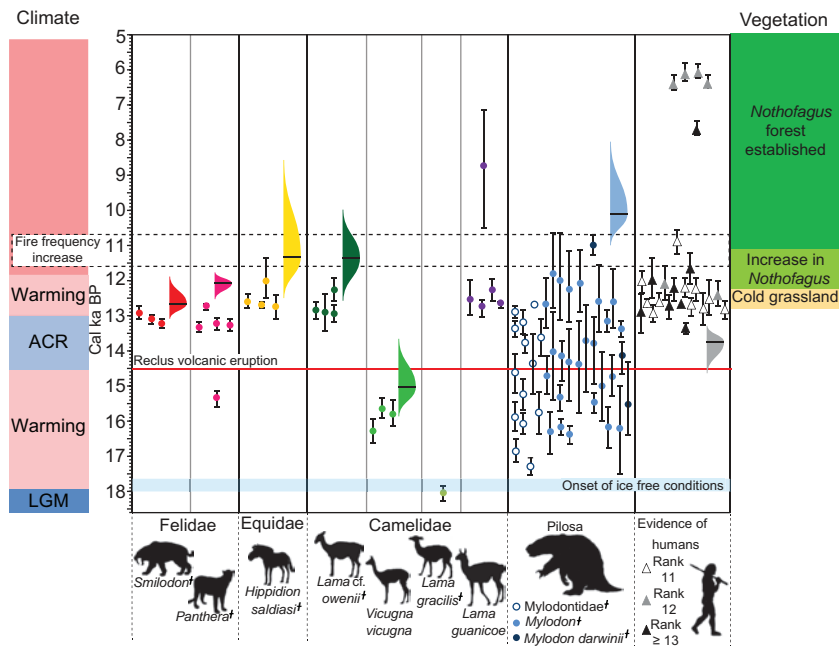 Climate
Vegetation
5
6
7
8
9
10
11
12
13
14
15
16
17
18
Cal ka BP
Fire frequency
increase
Warming
ACR
Warming
LGM
Reclus volcanic eruption
Onset of ice free conditions
Nothofagus
forest
established
Increase in
Nothofagus
Cold grassland
Felidae
Smilodon†
Panthera†
Equidae
Hippidion
saldiasi†
Camelidae
Lama cf.
owenii†
Vicugna
vicugna
Lama
gracilis†
Lama
guanicoe
Pilosa
Mylodontidae†
Mylodon†
Mylodon darwinii†
Evidence of
humans
Rank
11
Rank
12
Rank
≥ 13